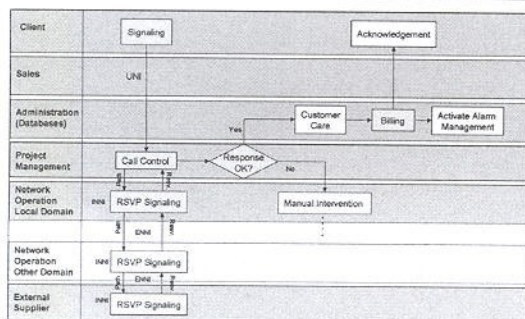 Client
Signaling
Acknowledgement
Sales
UNI
Administration
(Databases)
Customer
Care
Billing
Activate Alarm
Management
Yes
Project
Management
Call Control
Response
OK?
No
Path
Resv.
Network
Operation
Local Domain
INNI
RSVP Signaling
Manual Intervention
Path
ENNI
Resv.
Network
Operation
Other Domain
INNI
RSVP Signaling
Path
ENNI
Resv.
External
Supplier
INNI
RSVP Signaling